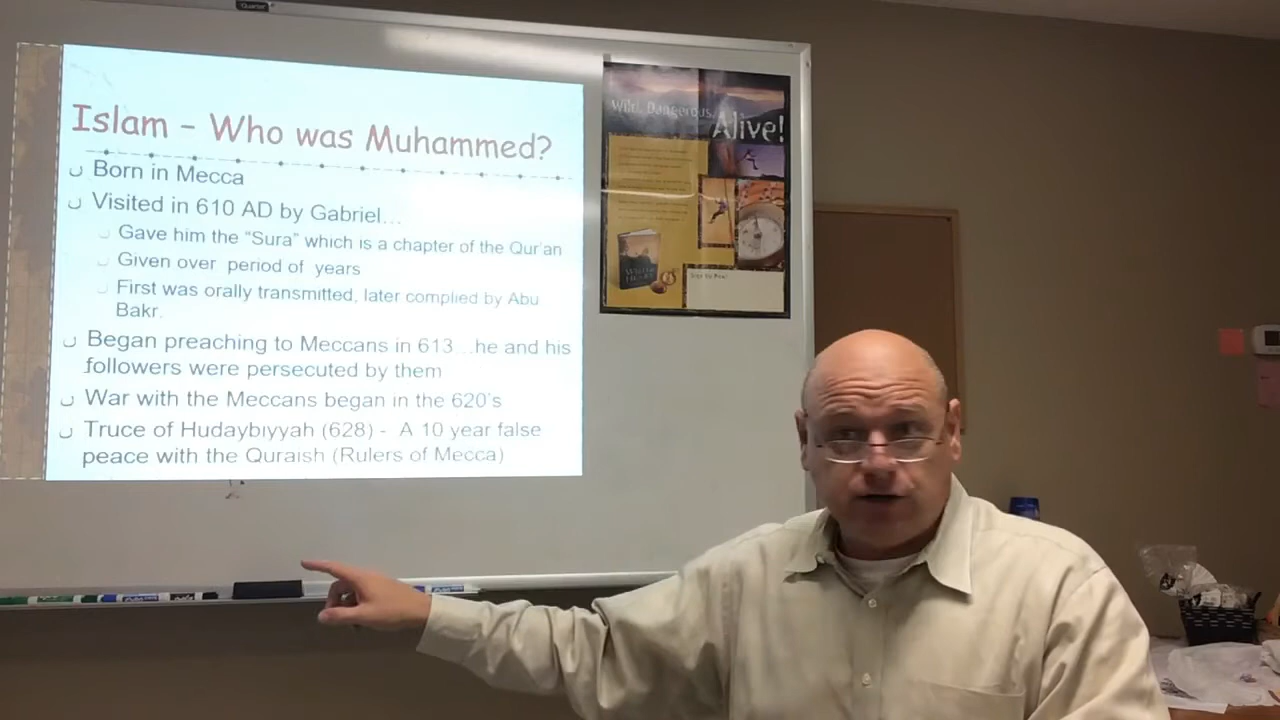 Quartet
Islam – Who was Muhammed?
Born in Mecca
Visited in 610 AD by Gabriel…
Gave him the “Sura” which is a chapter of the Qur’an
Given over period of years
First was orally transmitted, later complied by Abu
Bakr.
Began preaching to Meccans in 613…he and his
followers were persecuted by them
War with the Meccans began in the 620’s
Truce of Hudaybiyyah (628) - A 10 year false
peace with the Quraish (Rulers of Mecca)
Wild, Dangerous,
Alive!